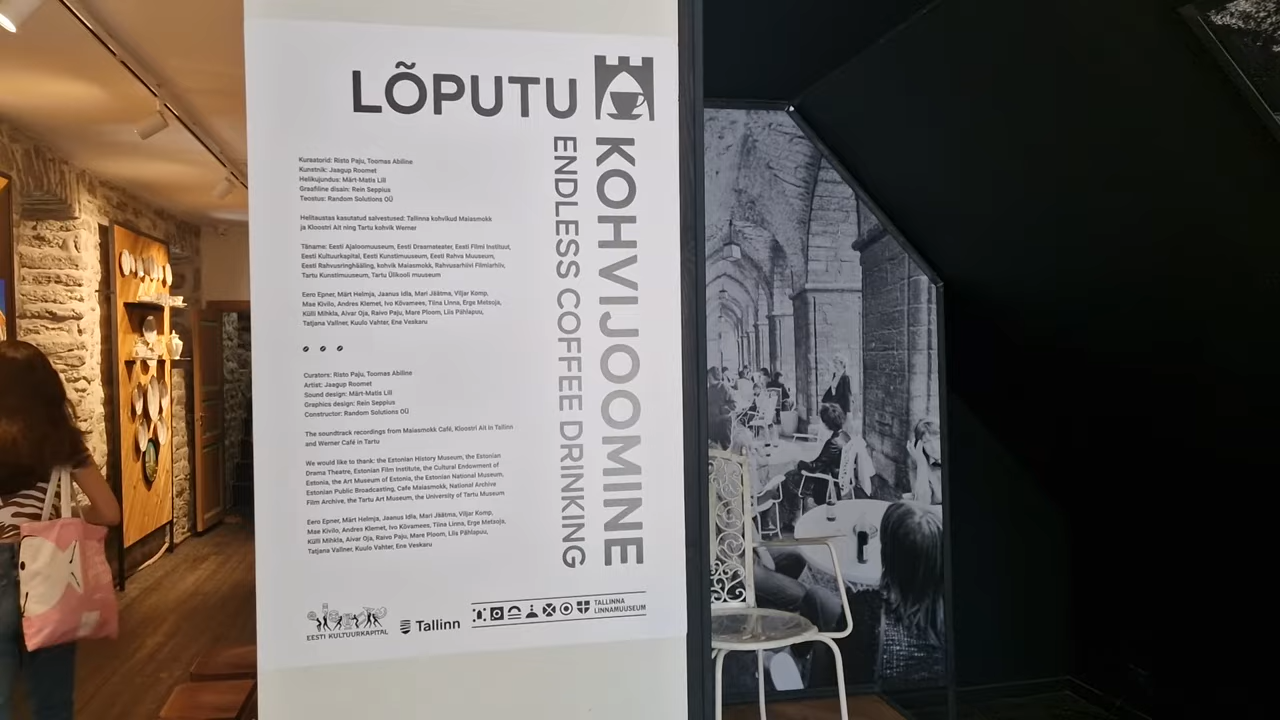 LÕPUTU
KOHVIJOOMINE
ENDLESS COFFEE DRINKING
Kuraatorid: Risto Paju, Toomas Abiline
Kunstnik: Jaagup Roomet
Helikujundus: Märt-Matis Lill
Graafiline disain: Rein Seppius
Teostus: Random Solutions OÜ
Helitaustas kasutatud salvestused: Tallinna kohvikud Maiasmokk
ja Kloostri Ait ning Tartu kohvik Werner
Täname: Eesti Ajaloomuuseum, Eesti Draamateater, Eesti Filmi Instituut,
Eesti Kultuurkapital, Eesti Kunstimuuseum, Eesti Rahva Muuseum,
Eesti Rahvusringhääling, kohvik Maiasmokk, Rahvusarhiivi Filmiarhiiv,
Tartu Kunstimuuseum, Tartu Ülikooli muuseum
Eero Epner, Märt Helmja, Jaanus Idla, Mari Jäätma, Viljar Komp,
Mae Kivilo, Andres Klemet, Ivo Kõvamees, Tiina Linna, Erge Metsoja,
Külli Mihkla, Aivar Oja, Raivo Paju, Mare Ploom, Liis Pählapuu,
Tatjana Vallner, Kuulo Vahter, Ene Veskaru
Curators: Risto Paju, Toomas Abiline
Artist: Jaagup Roomet
Sound design: Märt-Matis Lill
Graphics design: Rein Seppius
Constructor: Random Solutions OÜ
The soundtrack recordings from Maiasmokk Café, Kloostri Ait in Tallinn
and Werner Café in Tartu
We would like to thank: the Estonian History Museum, the Estonian
Drama Theatre, Estonian Film Institute, the Cultural Endowment of
Estonia, the Art Museum of Estonia, the Estonian National Museum,
Estonian Public Broadcasting, Cafe Maiasmokk, National Archive
Film Archive, the Tartu Art Museum, the University of Tartu Museum
Eero Epner, Märt Helmja, Jaanus Idla, Mari Jäätma, Viljar Komp,
Mae Kivilo, Andres Klemet, Ivo Kõvamees, Tiina Linna, Erge Metsoja,
Külli Mihkla, Aivar Oja, Raivo Paju, Mare Ploom, Liis Pählapuu,
Tatjana Vallner, Kuulo Vahter, Ene Veskaru
EESTI KULTUURKAPITAL
Tallinn
TALLINNA
LINNAMUUSEUM